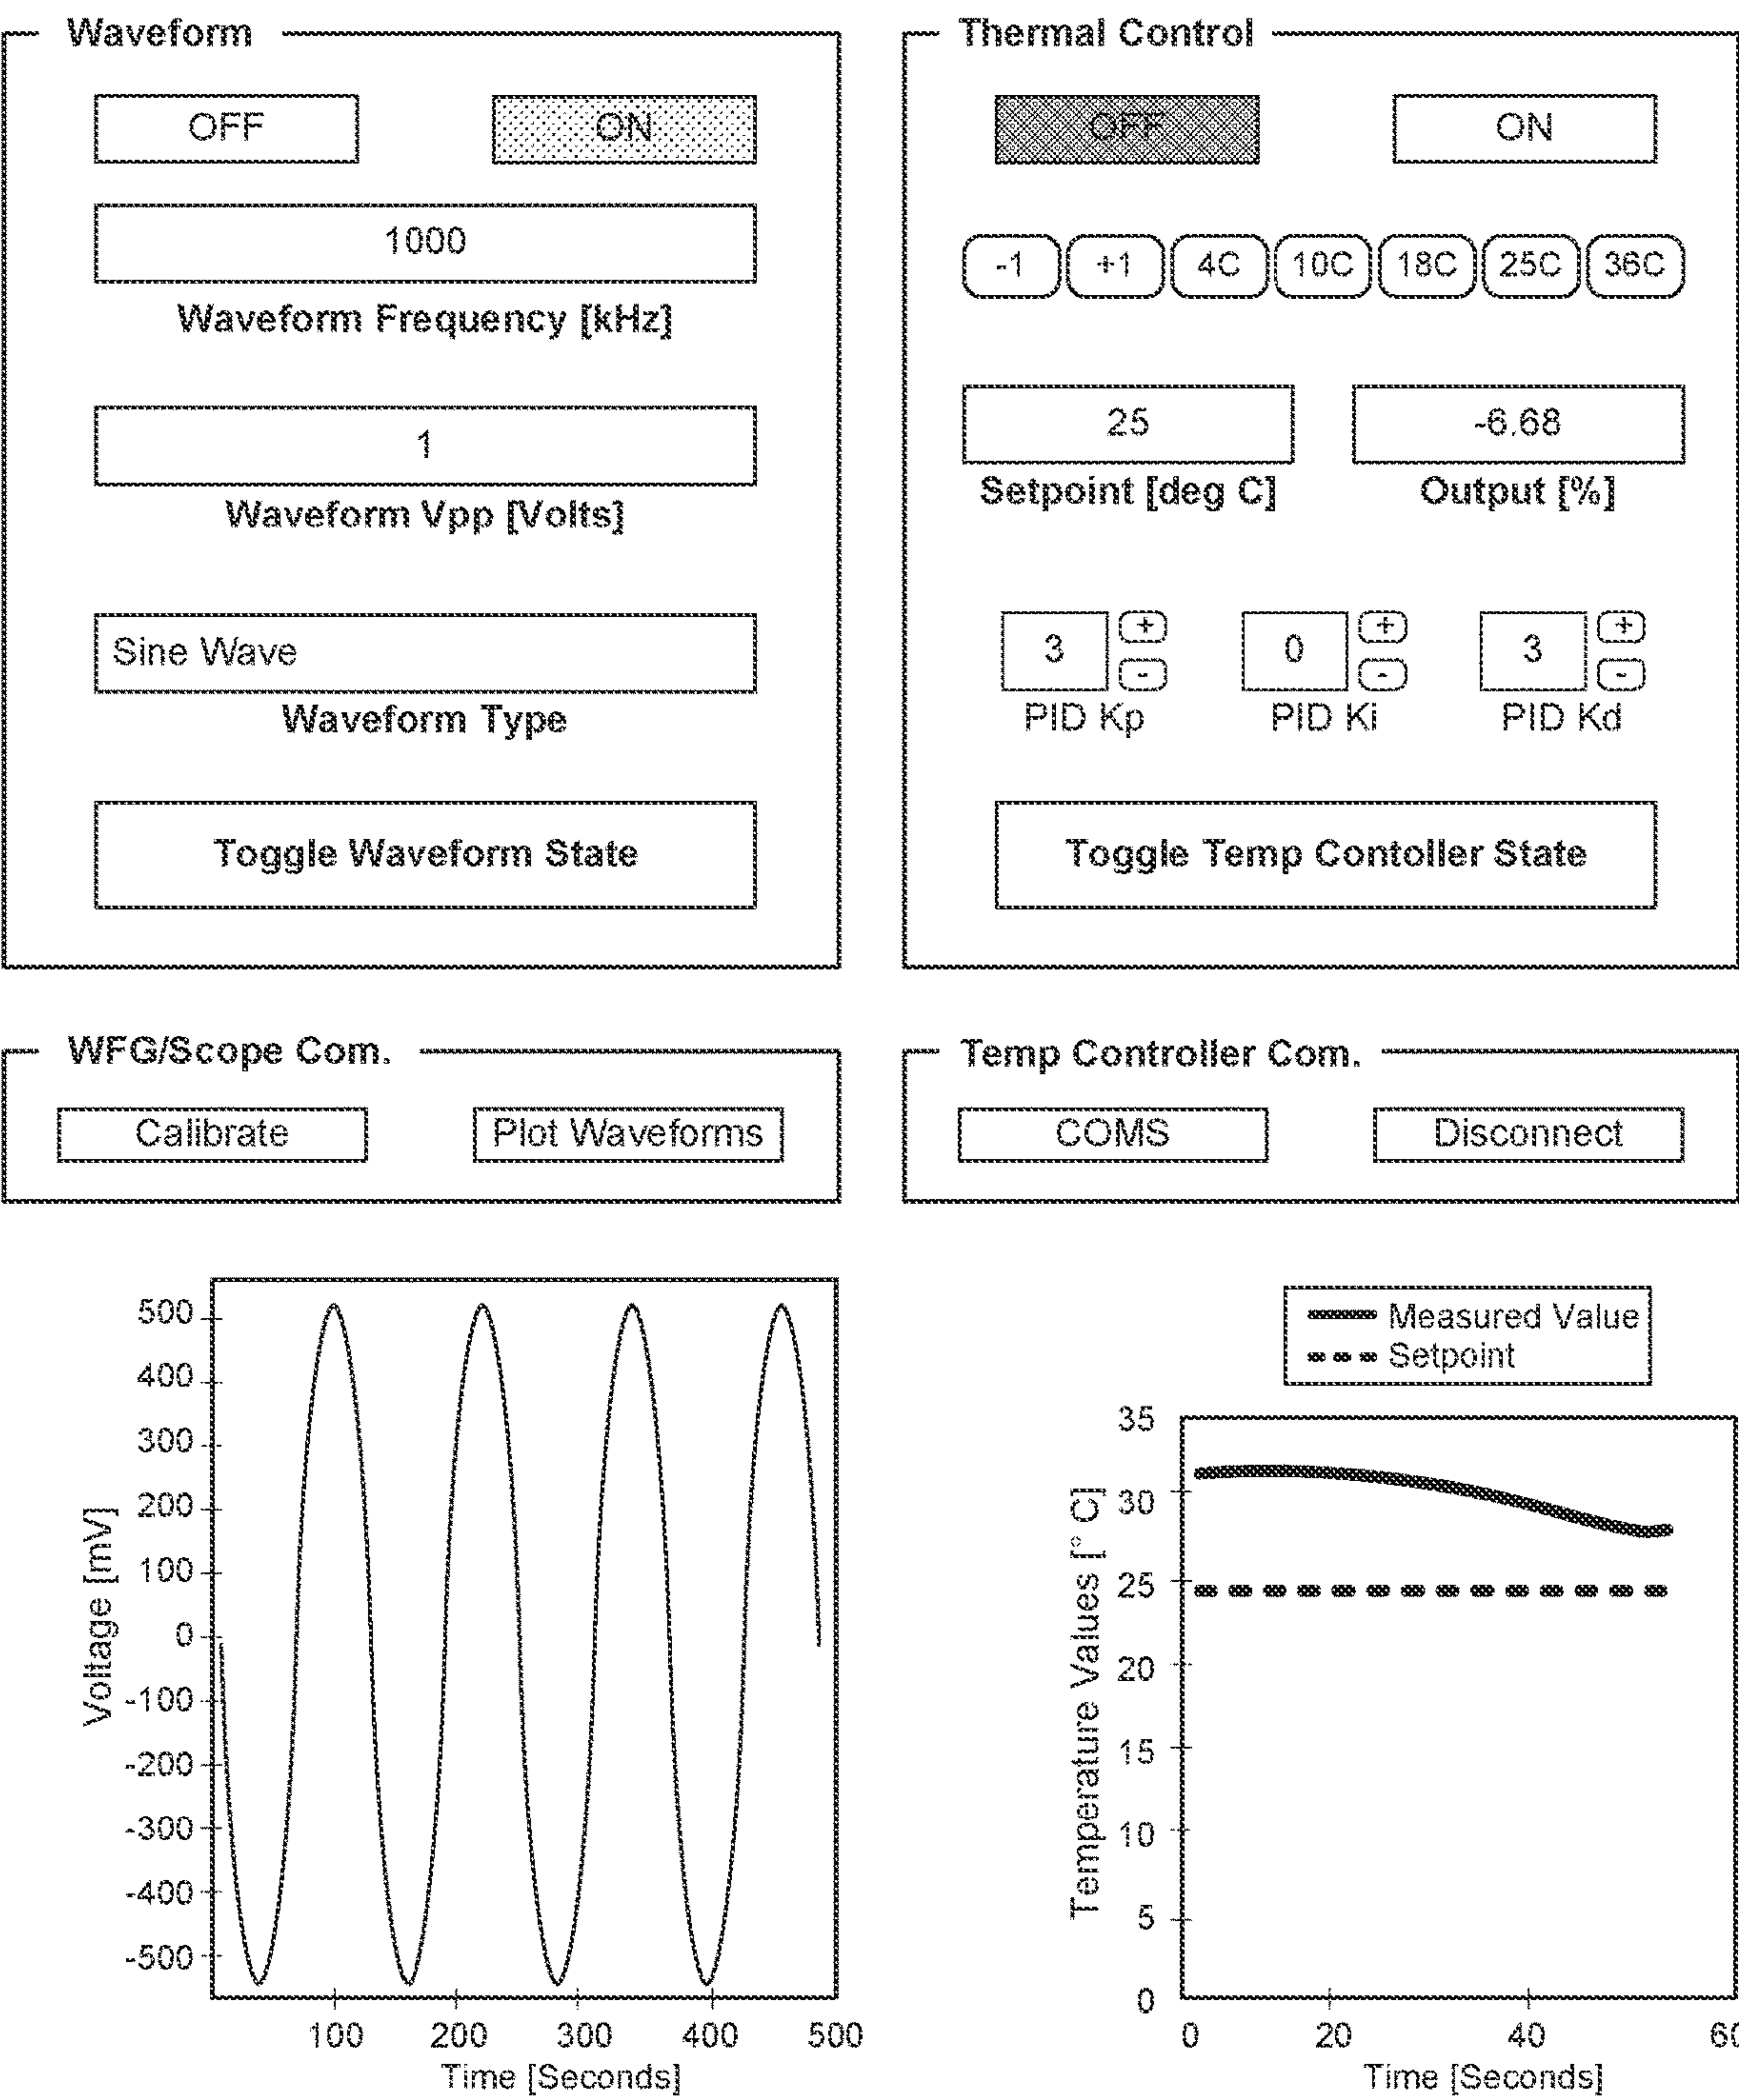 Waveform
OFF
ON
1000
Waveform Frequency [kHz]
1
Waveform Vpp [Volts]
Sine Wave
Waveform Type
Toggle Waveform State
Thermal Control
OFF
ON
-1
+1
4C
10C
18C
25C
36C
25
-6.68
Setpoint [deg C]
Output [%]
3
+
-
0
+
-
3
+
-
PID Kp
PID Ki
PID Kd
Toggle Temp Contoller State
WFG/Scope Com.
Calibrate
Plot Waveforms
Temp Controller Com.
COMS
Disconnect
Voltage [mV]
500
400
300
200
100
0
-100
-200
-300
-400
-500
100
200
300
400
500
Time [Seconds]
Measured Value
Setpoint
Temperature Values [° C]
35
30
25
20
15
10
5
0
0
20
40
Time [Seconds]